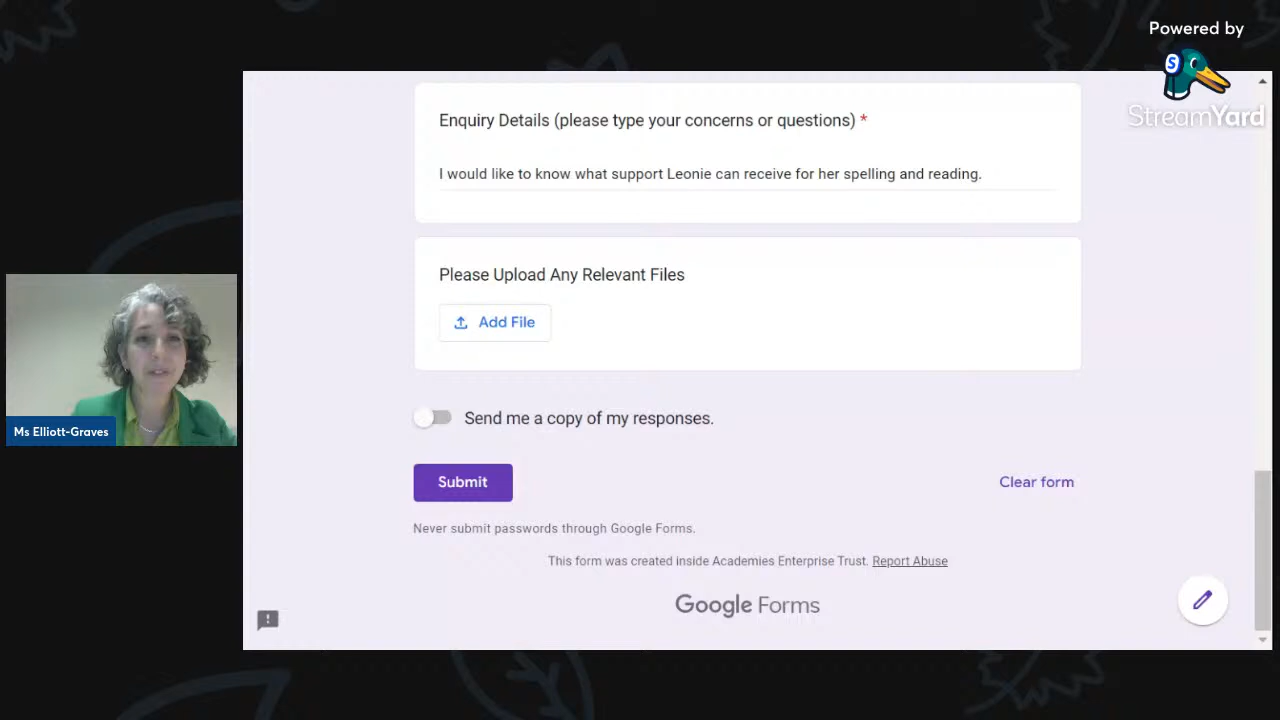 Powered by
StreamYard
Enquiry Details (please type your concerns or questions) *
I would like to know what support Leonie can receive for her spelling and reading.
Please Upload Any Relevant Files
Add File
Ms Elliott-Graves
Send me a copy of my responses.
Submit
Clear form
Never submit passwords through Google Forms.
This form was created inside Academies Enterprise Trust. Report Abuse
Google Forms